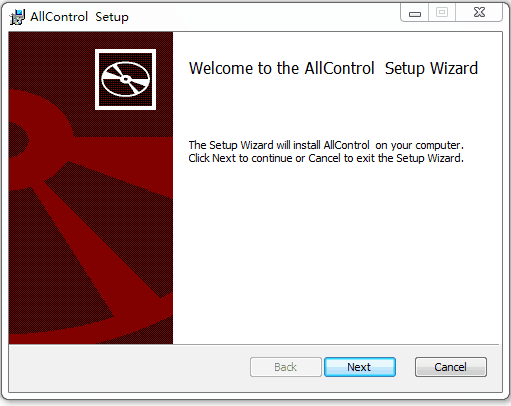 AllControl  Setup
Welcome to the AllControl  Setup Wizard
The Setup Wizard will install AllControl  on your computer.
Click Next to continue or Cancel to exit the Setup Wizard.
Back
Next
Cancel